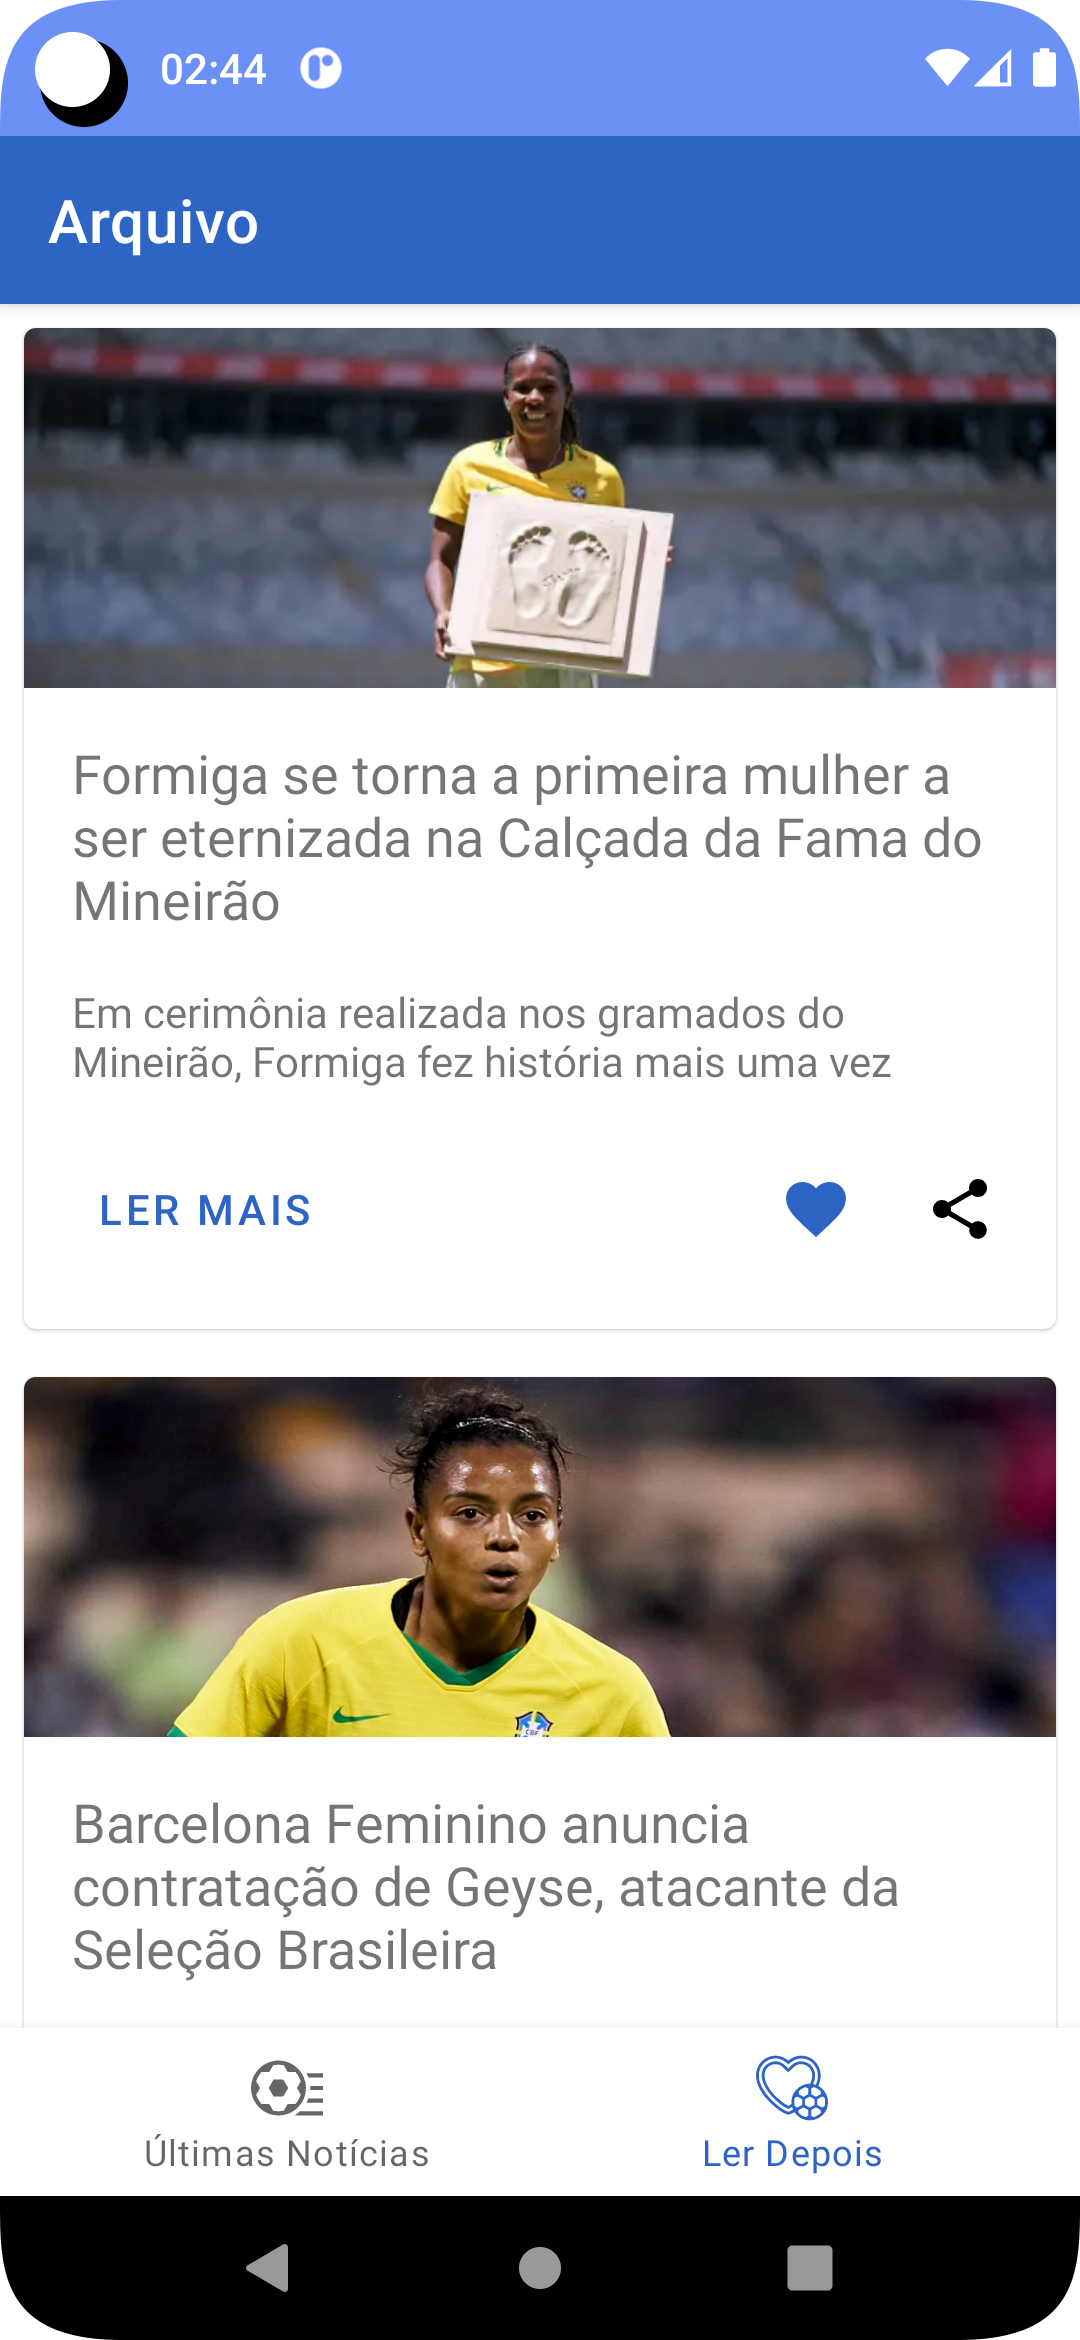 02:44
Arquivo
Formiga se torna a primeira mulher a
ser eternizada na Calçada da Fama do
Mineirão
Em cerimônia realizada nos gramados do
Mineirão, Formiga fez história mais uma vez
LER MAIS
CBF
Barcelona Feminino anuncia
contratação de Geyse, atacante da
Seleção Brasileira
Últimas Notícias
Ler Depois